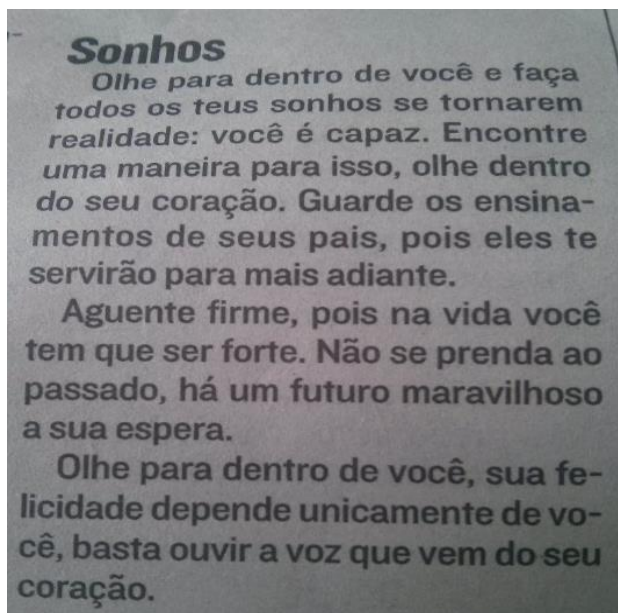 Sonhos
Olhe para dentro de você e faça
todos os teus sonhos se tornarem
realidade: você é capaz. Encontre
uma maneira para isso, olhe dentro
do seu coração. Guarde os ensina-
mentos de seus pais, pois eles te
servirão para mais adiante.
Aguente firme, pois na vida você
tem que ser forte. Não se prenda ao
passado, há um futuro maravilhoso
a sua espera.
Olhe para dentro de você, sua fe-
licidade depende unicamente de vo-
cê, basta ouvir a voz que vem do seu
coração.